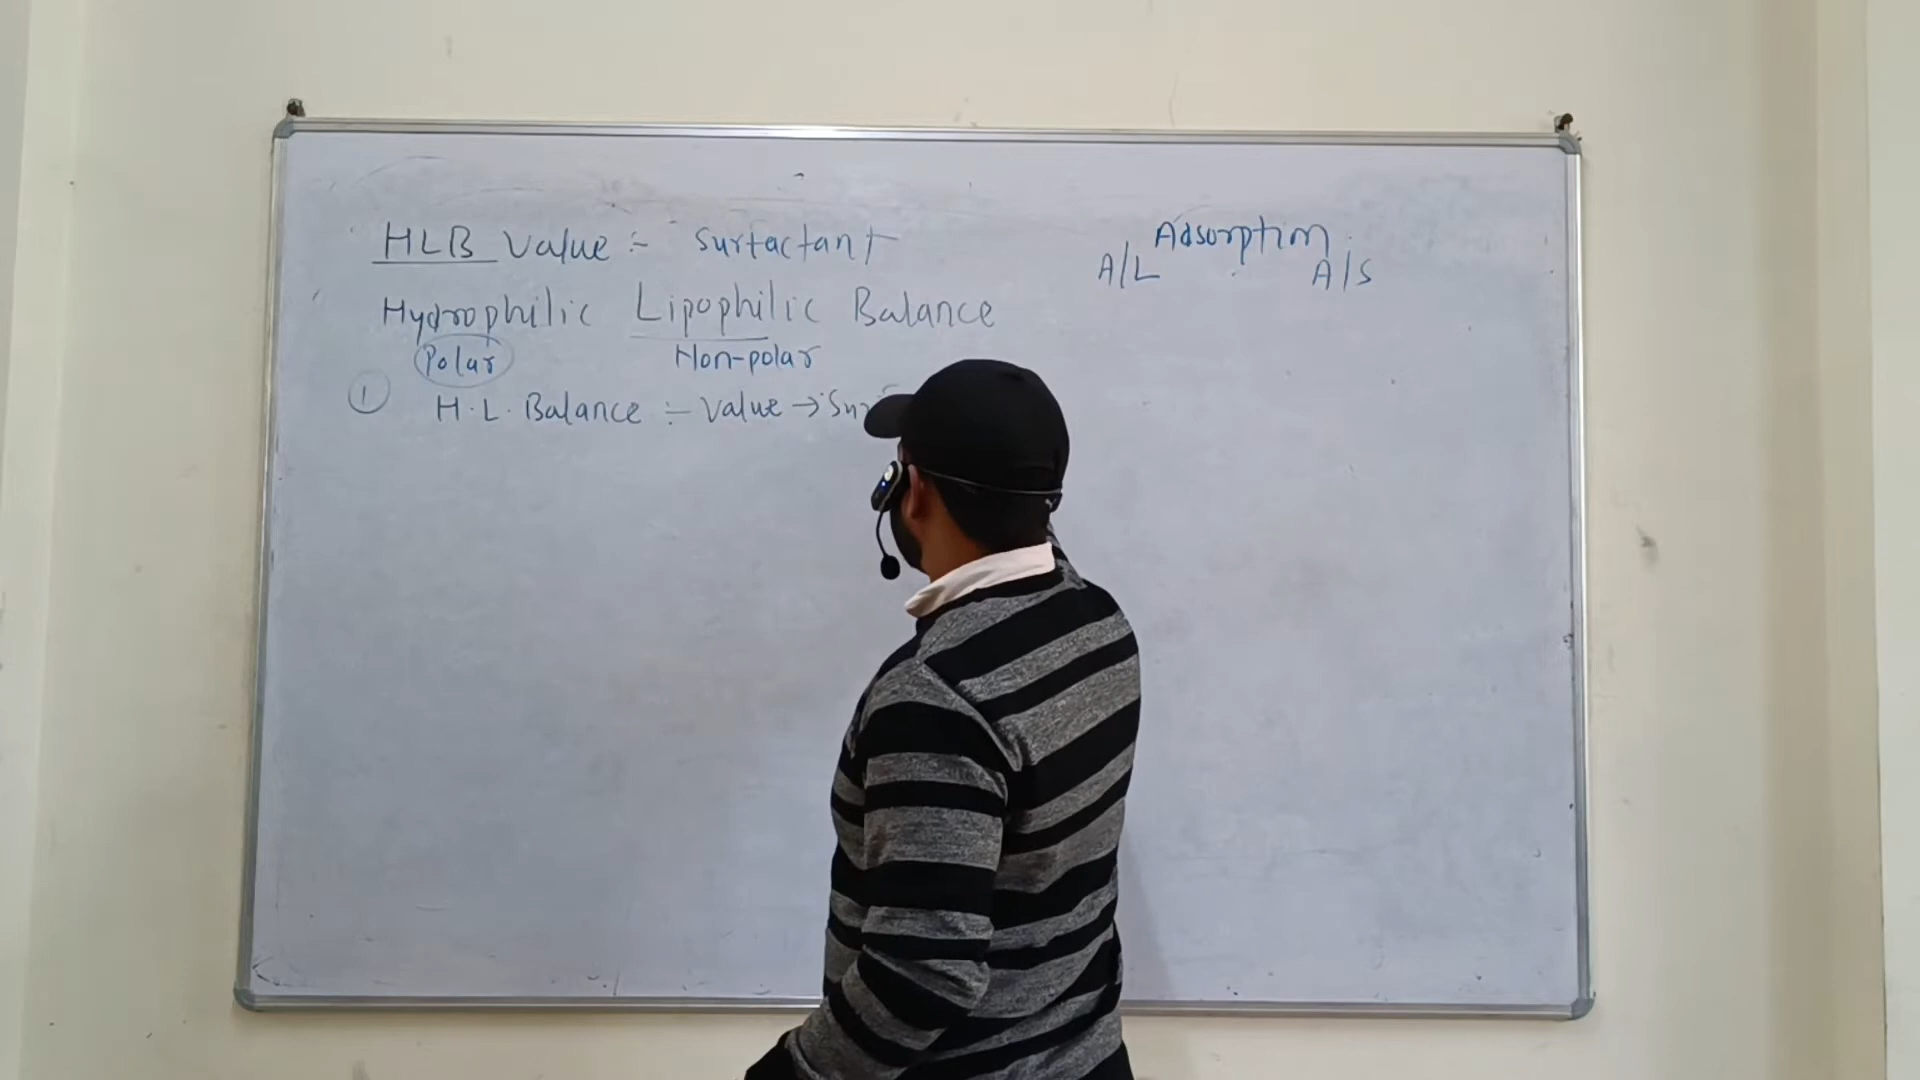 HLB Value :- Surfactant
Hydrophilic Lipophilic Balance
Polar Non-polar
① H.L. Balance :- Value →
Adsorption
A/L A/S